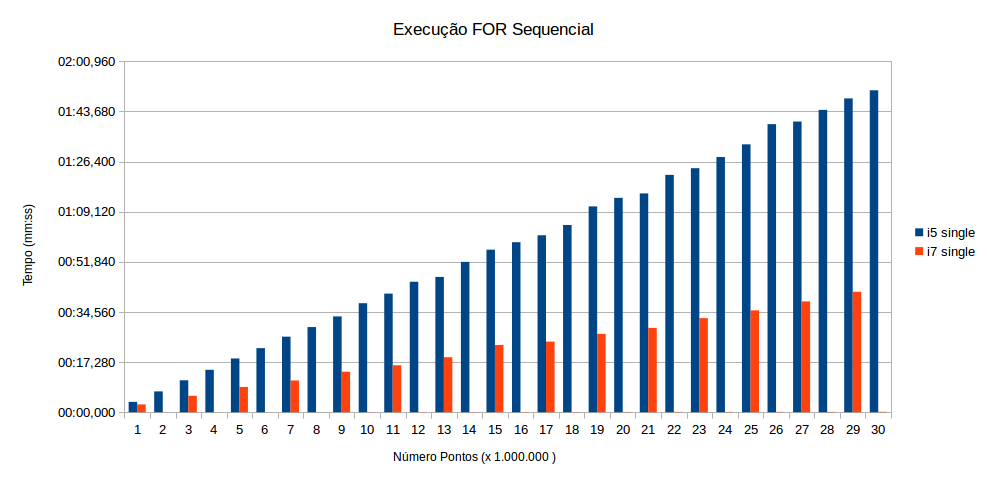 Execução FOR Sequencial
02:00,960
01:43,680
01:26,400
01:09,120
00:51,840
00:34,560
00:17,280
00:00,000
Tempo (mm:ss)
1 2 3 4 5 6 7 8 9 10 11 12 13 14 15 16 17 18 19 20 21 22 23 24 25 26 27 28 29 30
Número Pontos (x 1.000.000 )
i5 single
i7 single